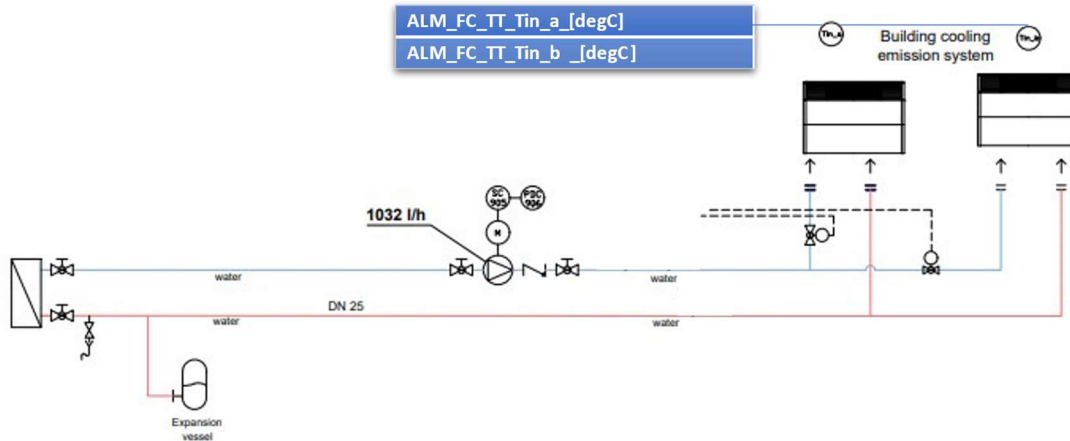 ALM_FC_TT_Tin_a_[degC]
ALM_FC_TT_Tin_b _[degC]
Tin_a
Building cooling
emission system
Tin_b
SC
905
PDC
906
M
1032 l/h
water
water
DN 25
water
water
Expansion
vessel